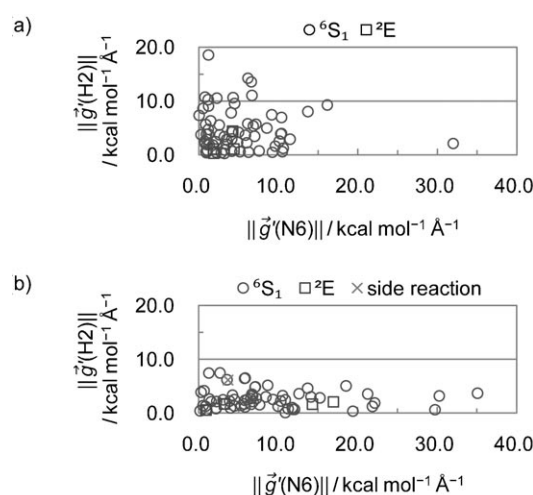 a)
○ ⁶S₁ □ ²E
|| g⃗′(H2)||
/ kcal mol⁻¹ Å⁻¹
20.0
10.0
0.0
0.0 10.0 20.0 30.0 40.0
|| g⃗′(N6)|| / kcal mol⁻¹ Å⁻¹
b)
○ ⁶S₁ □ ²E × side reaction
|| g⃗′(H2)||
/ kcal mol⁻¹ Å⁻¹
20.0
10.0
0.0
0.0 10.0 20.0 30.0 40.0
|| g⃗′(N6)|| / kcal mol⁻¹ Å⁻¹